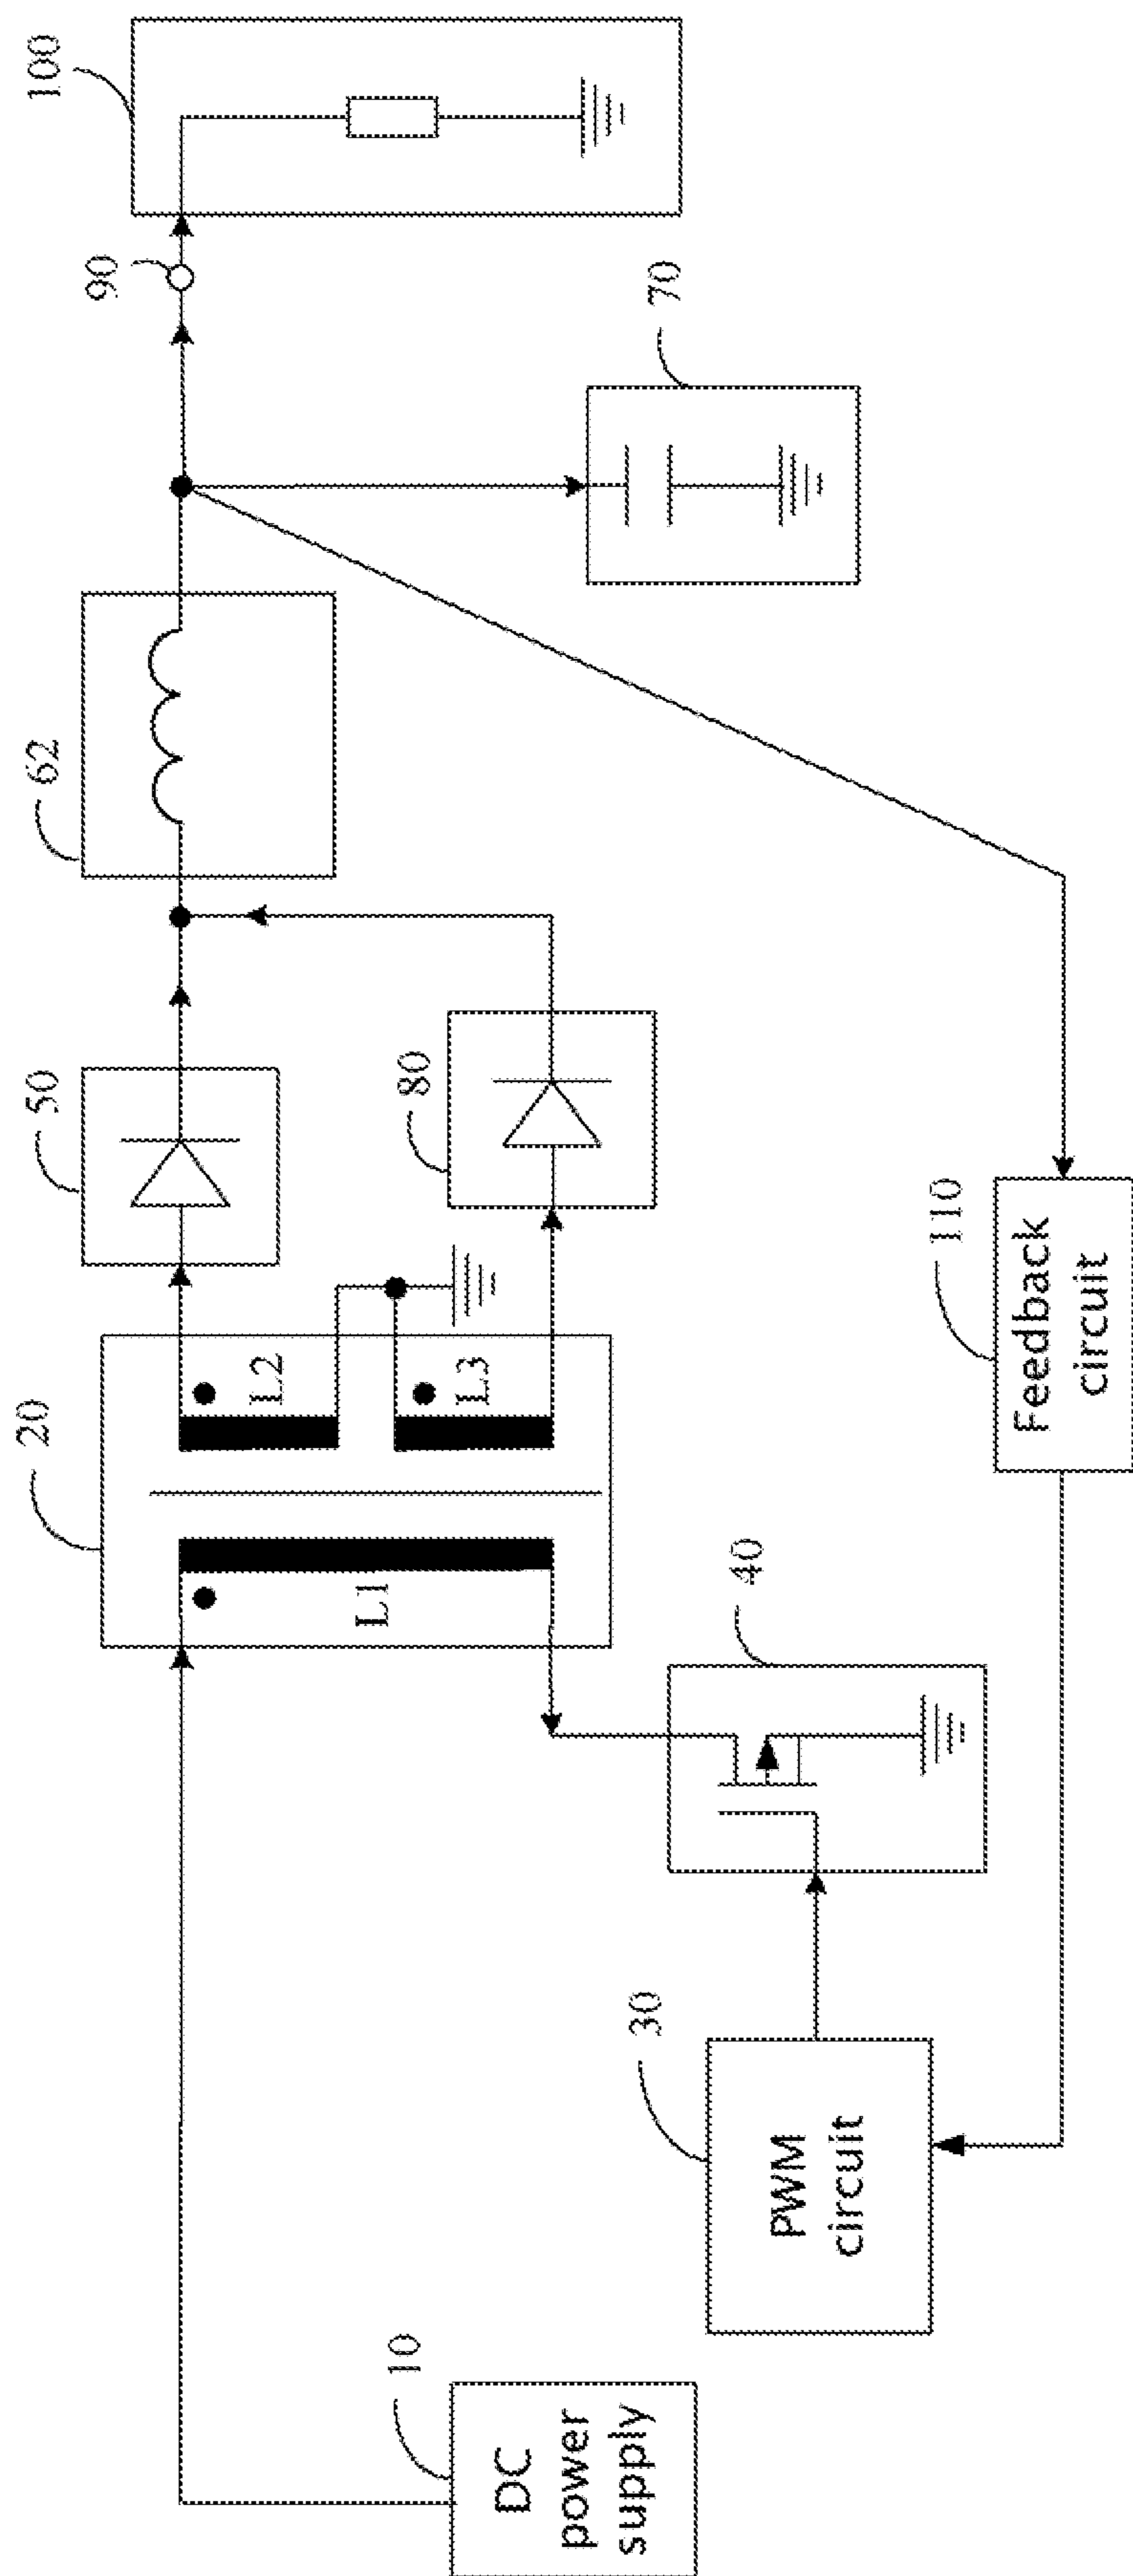 10
DC
power
supply
30
PWM
circuit
40
20
L1
L2
L3
50
80
62
70
90
100
110
Feedback
circuit